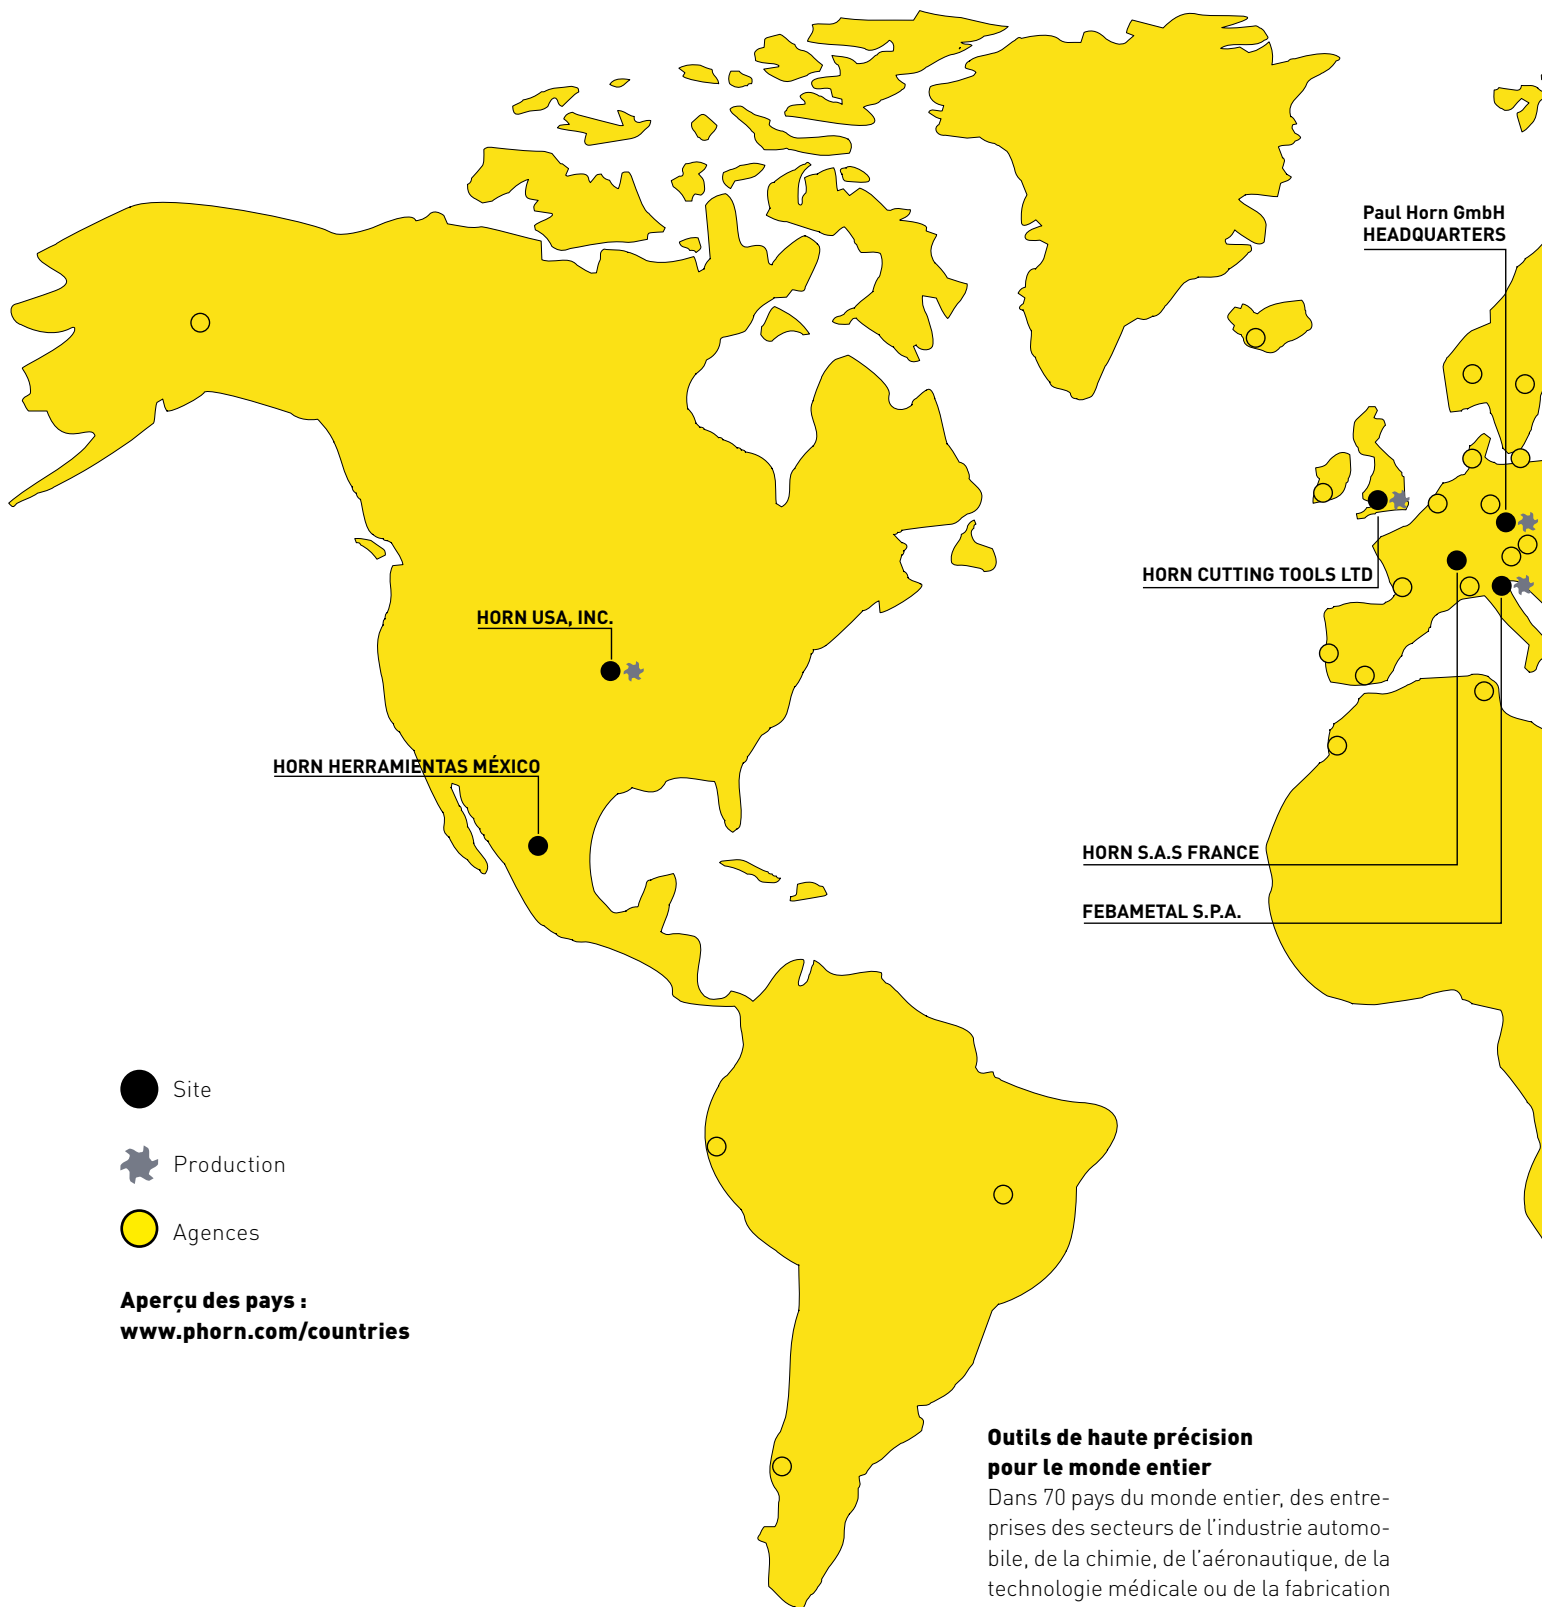 Paul Horn GmbH
HEADQUARTERS
HORN CUTTING TOOLS LTD
HORN USA, INC.
HORN HERRAMIENTAS MÉXICO
HORN S.A.S FRANCE
FEBAMETAL S.P.A.
Site
Production
Agences
Aperçu des pays :
www.phorn.com/countries
Outils de haute précision
pour le monde entier
Dans 70 pays du monde entier, des entre-
prises des secteurs de l'industrie automo-
bile, de la chimie, de l'aéronautique, de la
technologie médicale ou de la fabrication